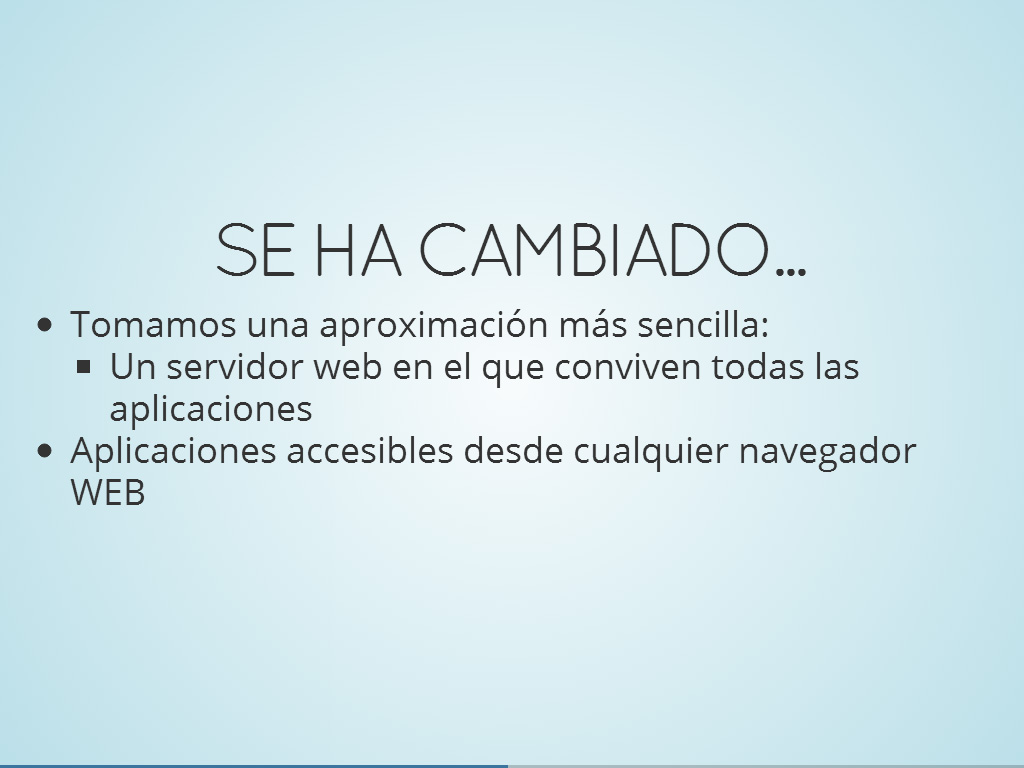 SE HA CAMBIADO...
• Tomamos una aproximación más sencilla:
▪ Un servidor web en el que conviven todas las
aplicaciones
• Aplicaciones accesibles desde cualquier navegador
WEB